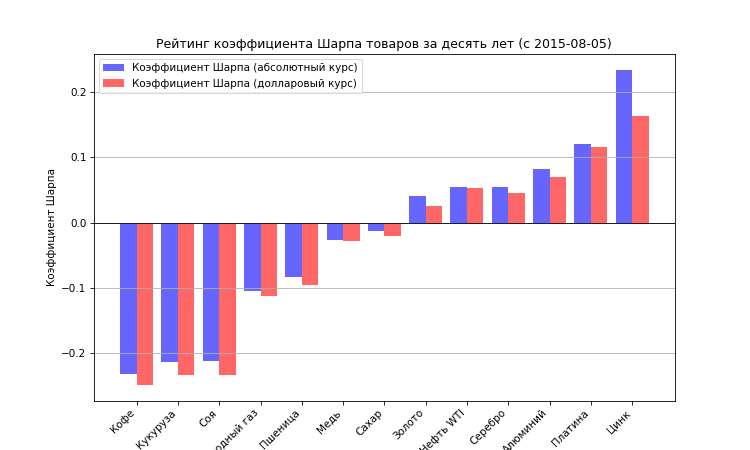 Рейтинг коэффициента Шарпа товаров за десять лет (с 2015-08-05)
Коэффициент Шарпа (абсолютный курс)
Коэффициент Шарпа (долларовый курс)
Коэффициент Шарпа
0.2
0.1
0.0
−0.1
−0.2
Кофе
Кукуруза
Соя
газ
Пшеница
Медь
Сахар
Золото
Нефть WTI
Серебро
Алюминий
Платина
Цинк